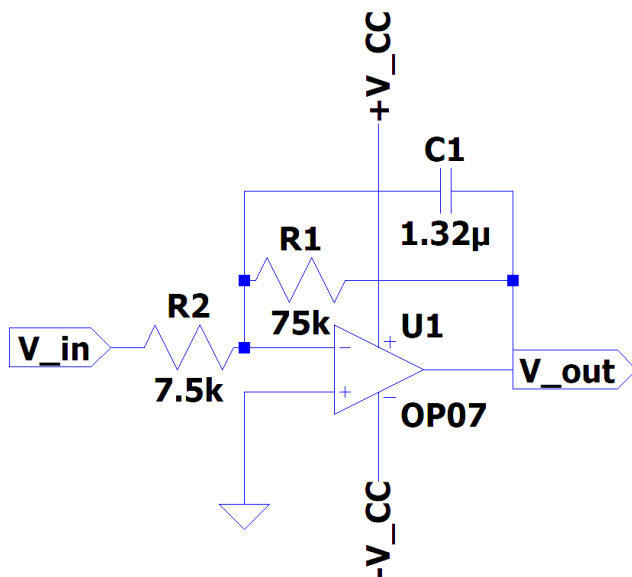 +V_CC
C1
1.32µ
R1
75k
R2
7.5k
V_in
U1
V_out
OP07
-V_CC